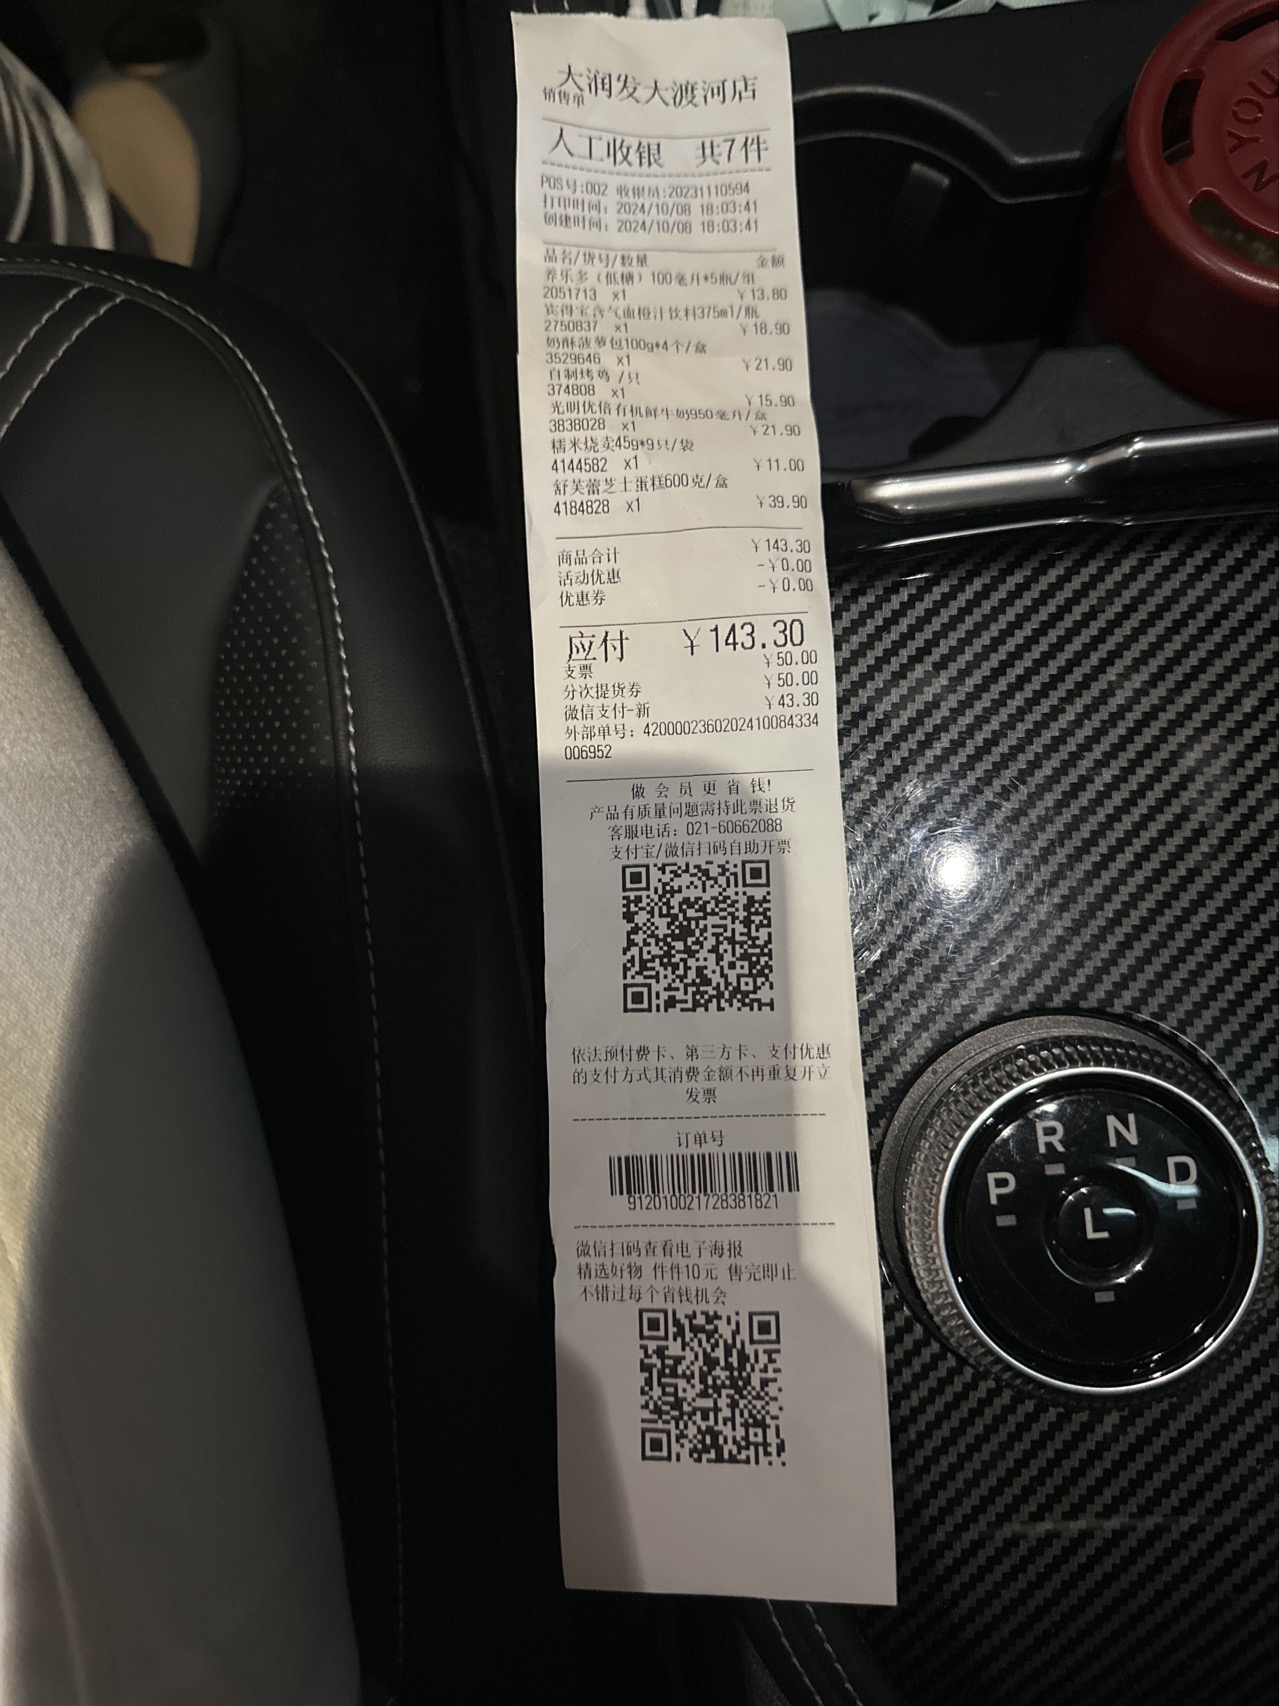 大润发大渡河店
销售单
人工收银 共7件
POS号:002 收银员:20231110594
打印时间: 2024/10/08 18:03:41
创建时间: 2024/10/08 18:03:41
品名/货号/数量 金额
养乐多(低糖)100毫升*5瓶/组
2051713 x1 ¥13.80
宾得宝含气血橙汁饮料375ml/瓶
2750837 x1 ¥18.90
奶酥菠萝包100g*4个/盒
3529646 x1 ¥21.90
自制烤鸡 /只
374808 x1 ¥15.90
光明优倍有机鲜牛奶950毫升/盒
3838028 x1 ¥21.90
糯米烧卖45g*9只/袋
4144582 x1 ¥11.00
舒芙蕾芝士蛋糕600克/盒
4184828 x1 ¥39.90
商品合计 ¥143.30
活动优惠 -¥0.00
优惠券 -¥0.00
应付 ¥143.30
支票 ¥50.00
分次提货券 ¥50.00
微信支付-新 ¥43.30
外部单号: 4200002360202410084334
006952
做 会 员 更 省 钱!
产品有质量问题需持此票退货
客服电话: 021-60662088
支付宝/微信扫码自助开票
依法预付费卡、第三方卡、支付优惠
的支付方式其消费金额不再重复开立
发票
订单号
912010021728381821
微信扫码查看电子海报
精选好物 件件10元 售完即止
不错过每个省钱机会
YOU
N
P R N D
L